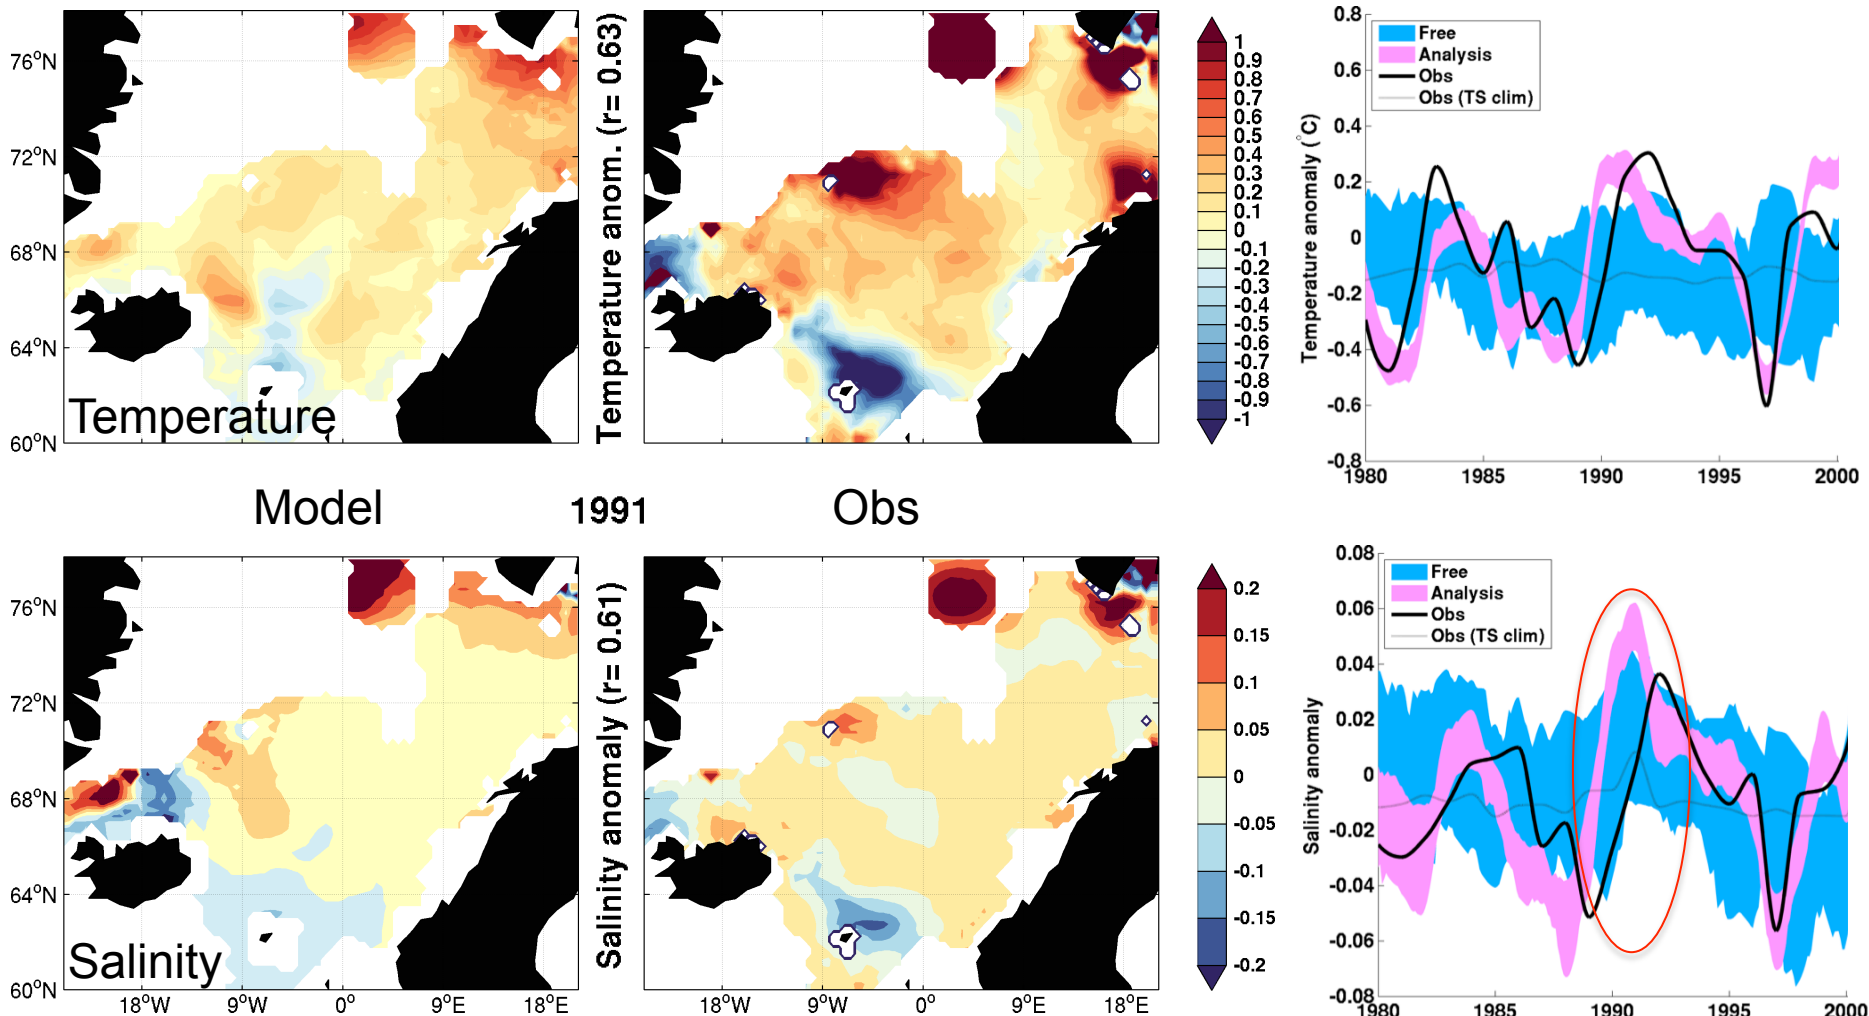 76°N
72°N
68°N
64°N
60°N
Temperature
Temperature anom. (r= 0.63)
1
0.9
0.8
0.7
0.6
0.5
0.4
0.3
0.2
0.1
0
-0.1
-0.2
-0.3
-0.4
-0.5
-0.6
-0.7
-0.8
-0.9
-1
Temperature anomaly (°C)
0.8
0.6
0.4
0.2
0
-0.2
-0.4
-0.6
-0.8
Free
Analysis
Obs
Obs (TS clim)
1980 1985 1990 1995 2000
Model 1991 Obs
76°N
72°N
68°N
64°N
60°N
Salinity
18°W 9°W 0° 9°E 18°E
Salinity anomaly (r= 0.61)
18°W 9°W 0° 9°E 18°E
0.2
0.15
0.1
0.05
0
-0.05
-0.1
-0.15
-0.2
Salinity anomaly
0.08
0.06
0.04
0.02
0
-0.02
-0.04
-0.06
-0.08
Free
Analysis
Obs
Obs (TS clim)
1980 1985 1990 1995 2000